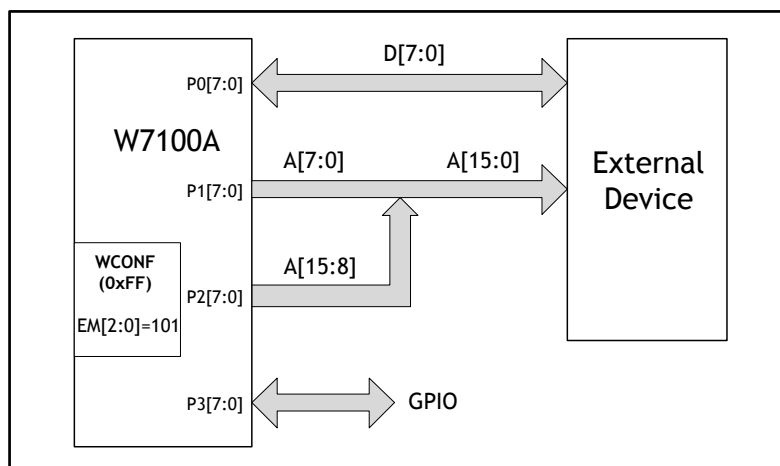 D[7:0]
P0[7:0]
W7100A
External
Device
A[7:0]
A[15:0]
P1[7:0]
WCONF
(0xFF)
EM[2:0]=101
A[15:8]
P2[7:0]
P3[7:0]
GPIO